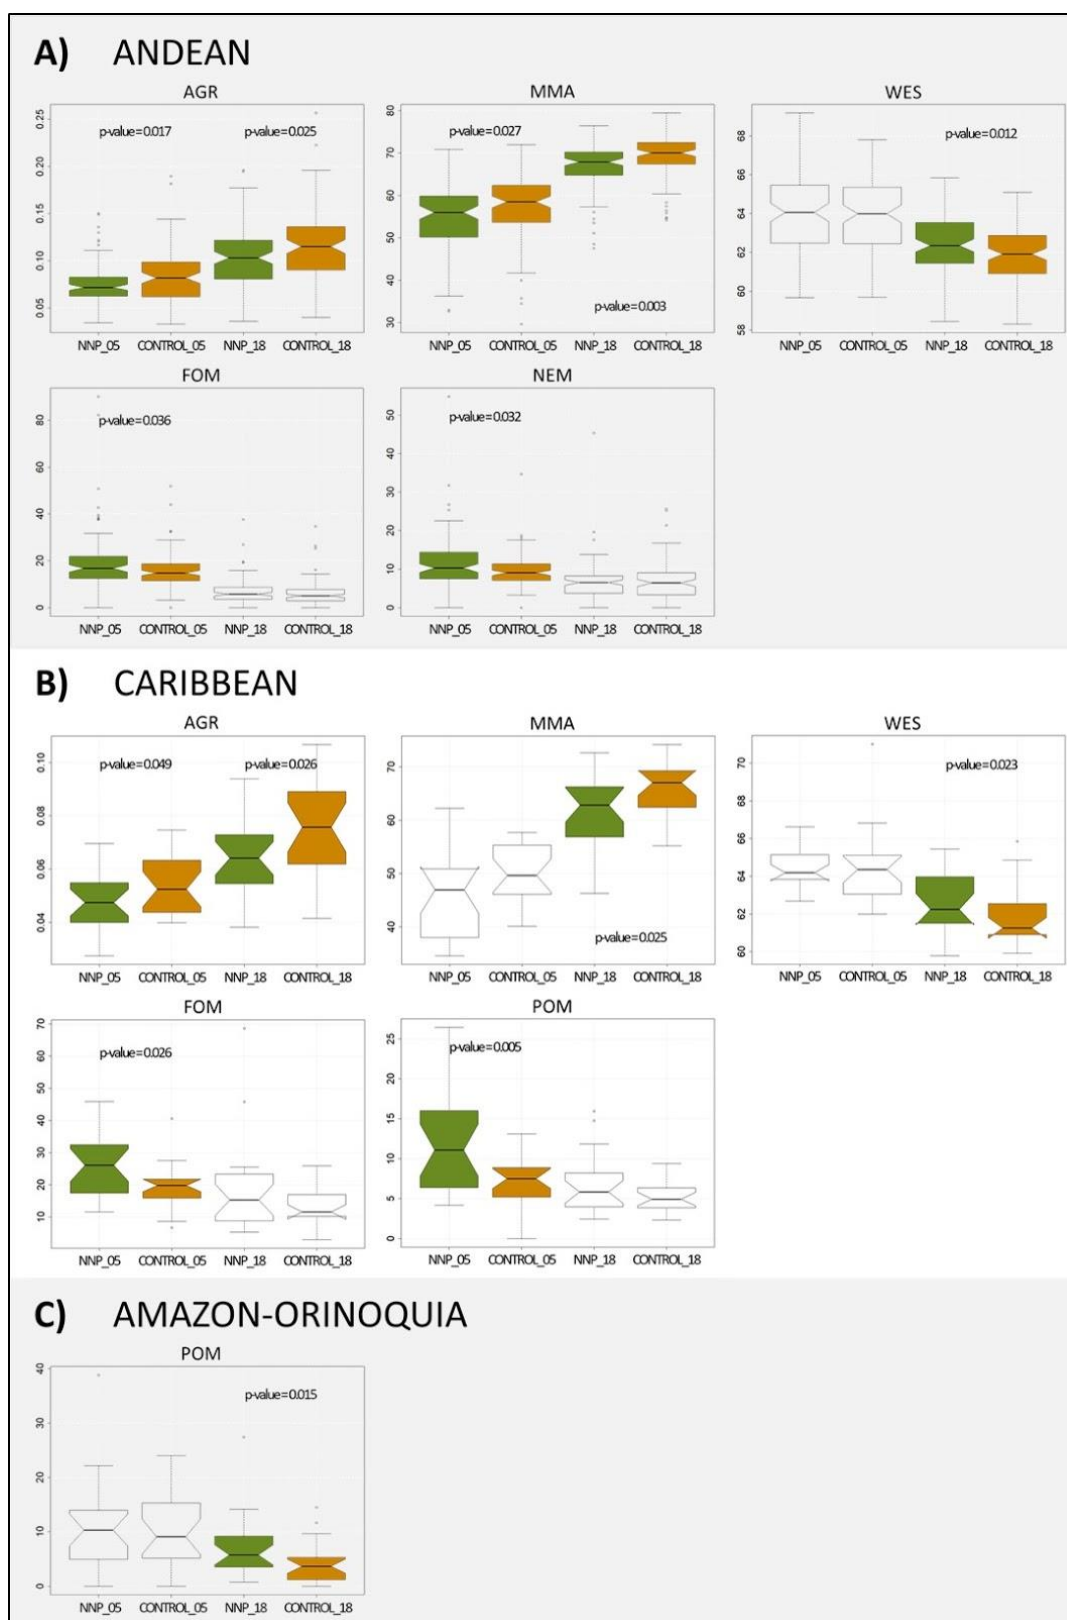 A) ANDEAN
AGR
0.25
0.20
0.15
0.10
0.05
p-value=0.017
p-value=0.025
NNP_05 CONTROL_05 NNP_18 CONTROL_18
MMA
80
70
60
50
40
30
p-value=0.027
p-value=0.003
NNP_05 CONTROL_05 NNP_18 CONTROL_18
WES
68
66
64
62
60
58
p-value=0.012
NNP_05 CONTROL_05 NNP_18 CONTROL_18
FOM
80
60
40
20
0
p-value=0.036
NNP_05 CONTROL_05 NNP_18 CONTROL_18
NEM
50
40
30
20
10
0
p-value=0.032
NNP_05 CONTROL_05 NNP_18 CONTROL_18
B) CARIBBEAN
AGR
0.10
0.08
0.06
0.04
p-value=0.049
p-value=0.026
NNP_05 CONTROL_05 NNP_18 CONTROL_18
MMA
70
60
50
40
p-value=0.025
NNP_05 CONTROL_05 NNP_18 CONTROL_18
WES
70
68
66
64
62
60
p-value=0.023
NNP_05 CONTROL_05 NNP_18 CONTROL_18
FOM
70
60
50
40
30
20
10
p-value=0.026
NNP_05 CONTROL_05 NNP_18 CONTROL_18
POM
25
20
15
10
5
0
p-value=0.005
NNP_05 CONTROL_05 NNP_18 CONTROL_18
C) AMAZON-ORINOQUIA
POM
40
30
20
10
0
p-value=0.015
NNP_05 CONTROL_05 NNP_18 CONTROL_18